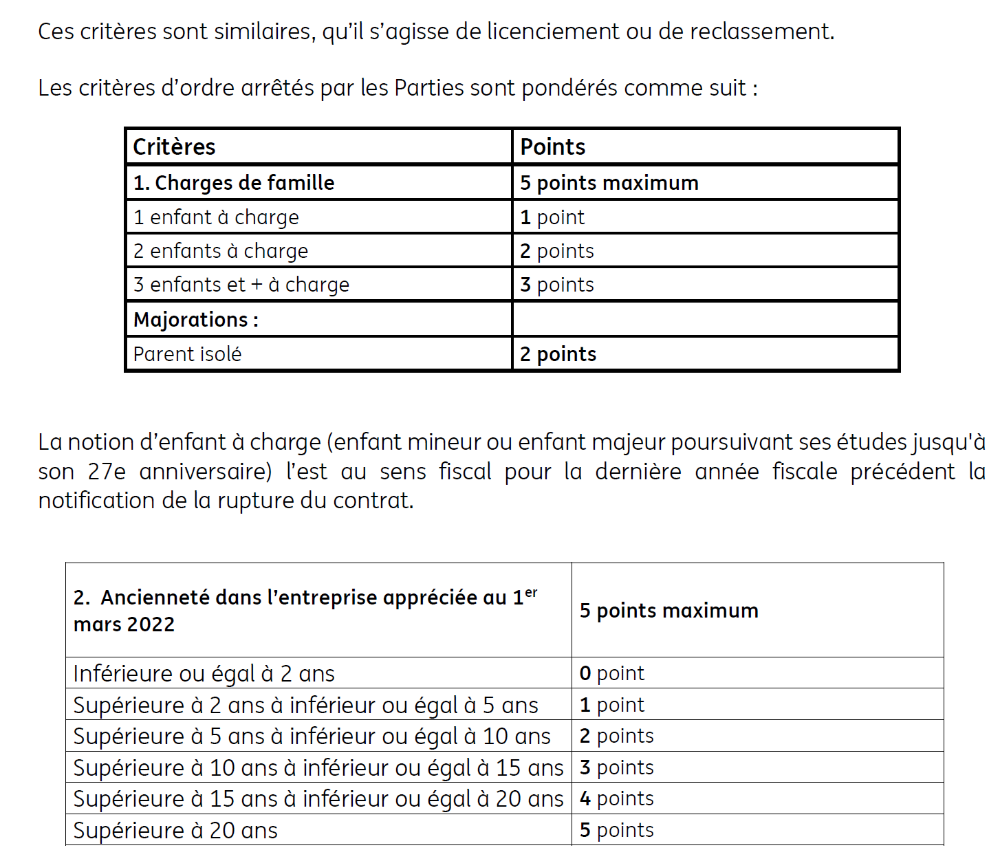 Ces critères sont similaires, qu’il s’agisse de licenciement ou de reclassement.
Les critères d’ordre arrêtés par les Parties sont pondérés comme suit :
Critères Points
1. Charges de famille 5 points maximum
1 enfant à charge 1 point
2 enfants à charge 2 points
3 enfants et + à charge 3 points
Majorations :
Parent isolé 2 points
La notion d’enfant à charge (enfant mineur ou enfant majeur poursuivant ses études jusqu'à
son 27e anniversaire) l’est au sens fiscal pour la dernière année fiscale précédent la
notification de la rupture du contrat.
2. Ancienneté dans l’entreprise appréciée au 1er
mars 2022
5 points maximum
Inférieure ou égal à 2 ans 0 point
Supérieure à 2 ans à inférieur ou égal à 5 ans 1 point
Supérieure à 5 ans à inférieur ou égal à 10 ans 2 points
Supérieure à 10 ans à inférieur ou égal à 15 ans 3 points
Supérieure à 15 ans à inférieur ou égal à 20 ans 4 points
Supérieure à 20 ans 5 points